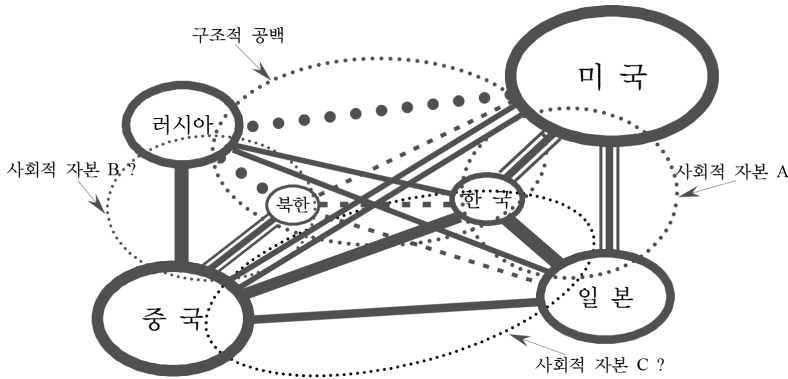 구조적 공백
미 국
러시아
사회적 자본 B ?
사회적 자본 A
북한
한 국
중 국
일 본
사회적 자본 C ?